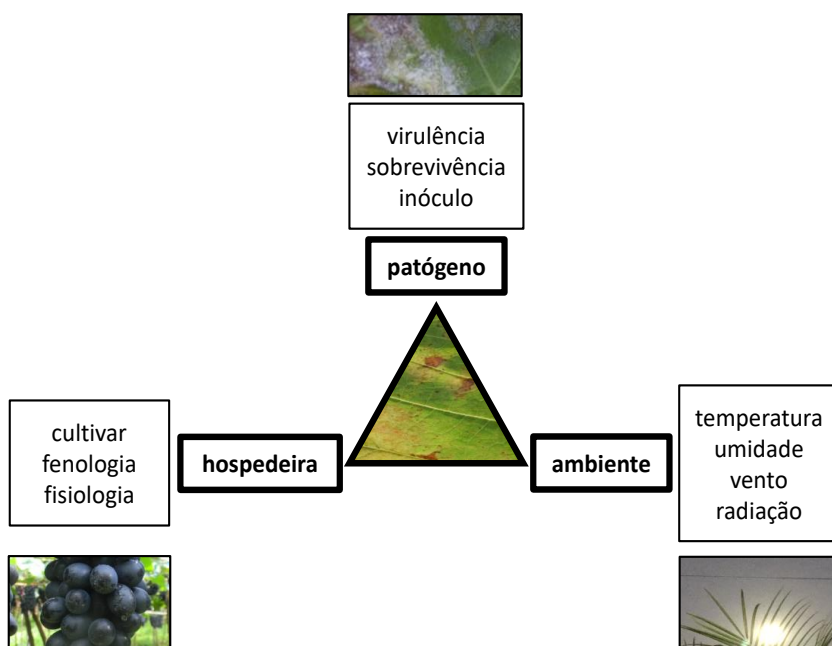 virulência
sobrevivência
inóculo
patógeno
cultivar
fenologia
fisiologia
hospedeira
ambiente
temperatura
umidade
vento
radiação